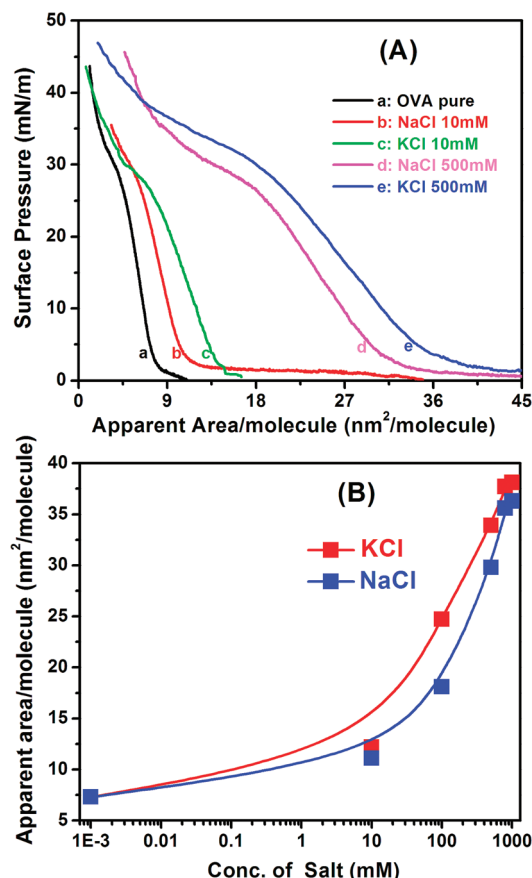 50
40
30
20
10
0
Surface Pressure (mN/m)
(A)
a: OVA pure
b: NaCl 10mM
c: KCl 10mM
d: NaCl 500mM
e: KCl 500mM
a
b
c
d
e
0
9
18
27
36
45
Apparent Area/molecule (nm²/molecule)
40
35
30
25
20
15
10
5
Apparent area/molecule (nm²/molecule)
(B)
KCl
NaCl
1E-3
0.01
0.1
1
10
100
1000
Conc. of Salt (mM)